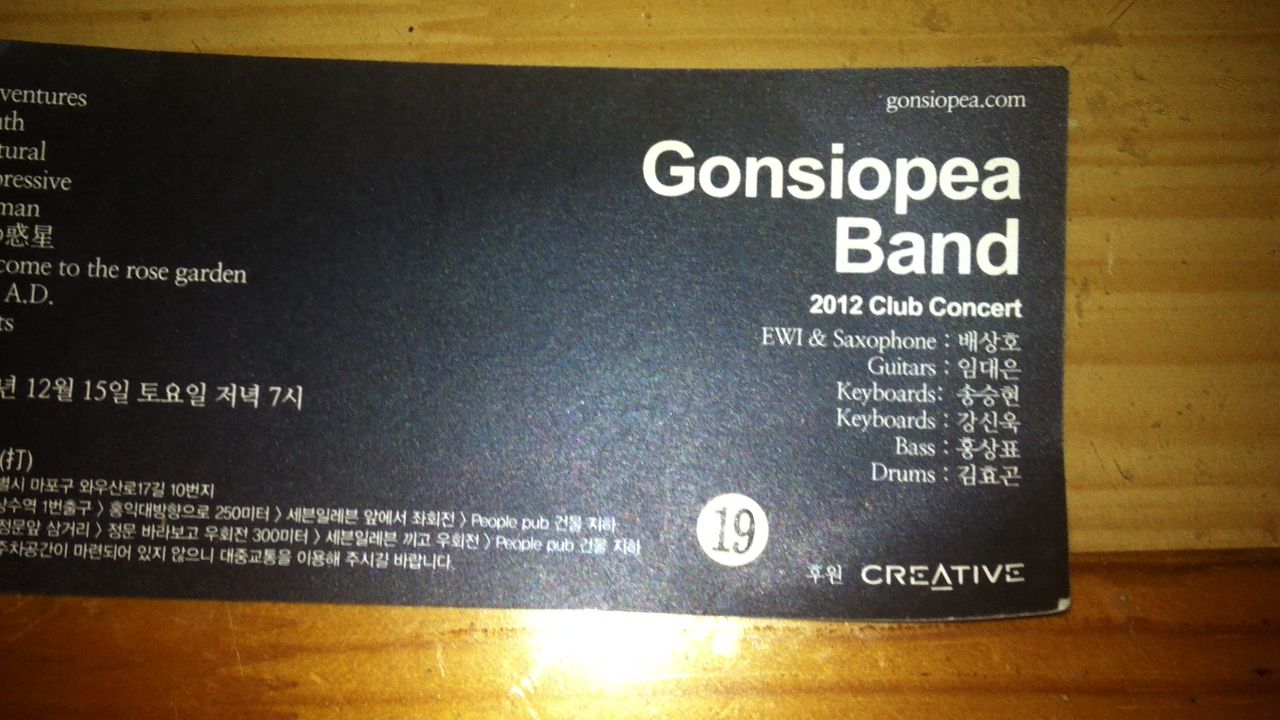 ventures
tural
pressive
man
惑星
come to the rose garden
A.D.
년 12월 15일 토요일 저녁 7시
(打)
별시 마포구 와우산로17길 10번지
상수역 1번출구 > 홍익대방향으로 250미터 > 세븐일레븐 앞에서 좌회전 > People pub 건물 지하
정문앞 삼거리 > 정문 바라보고 우회전 300미터 > 세븐일레븐 끼고 우회전 > People pub 건물 지하
주차공간이 마련되어 있지 않으니 대중교통을 이용해 주시길 바랍니다.
gonsiopea.com
Gonsiopea
Band
2012 Club Concert
EWI & Saxophone : 배상호
Guitars : 임대은
Keyboards: 송승현
Keyboards : 강신욱
Bass : 홍상표
Drums : 김효곤
19
후원 CREATIVE